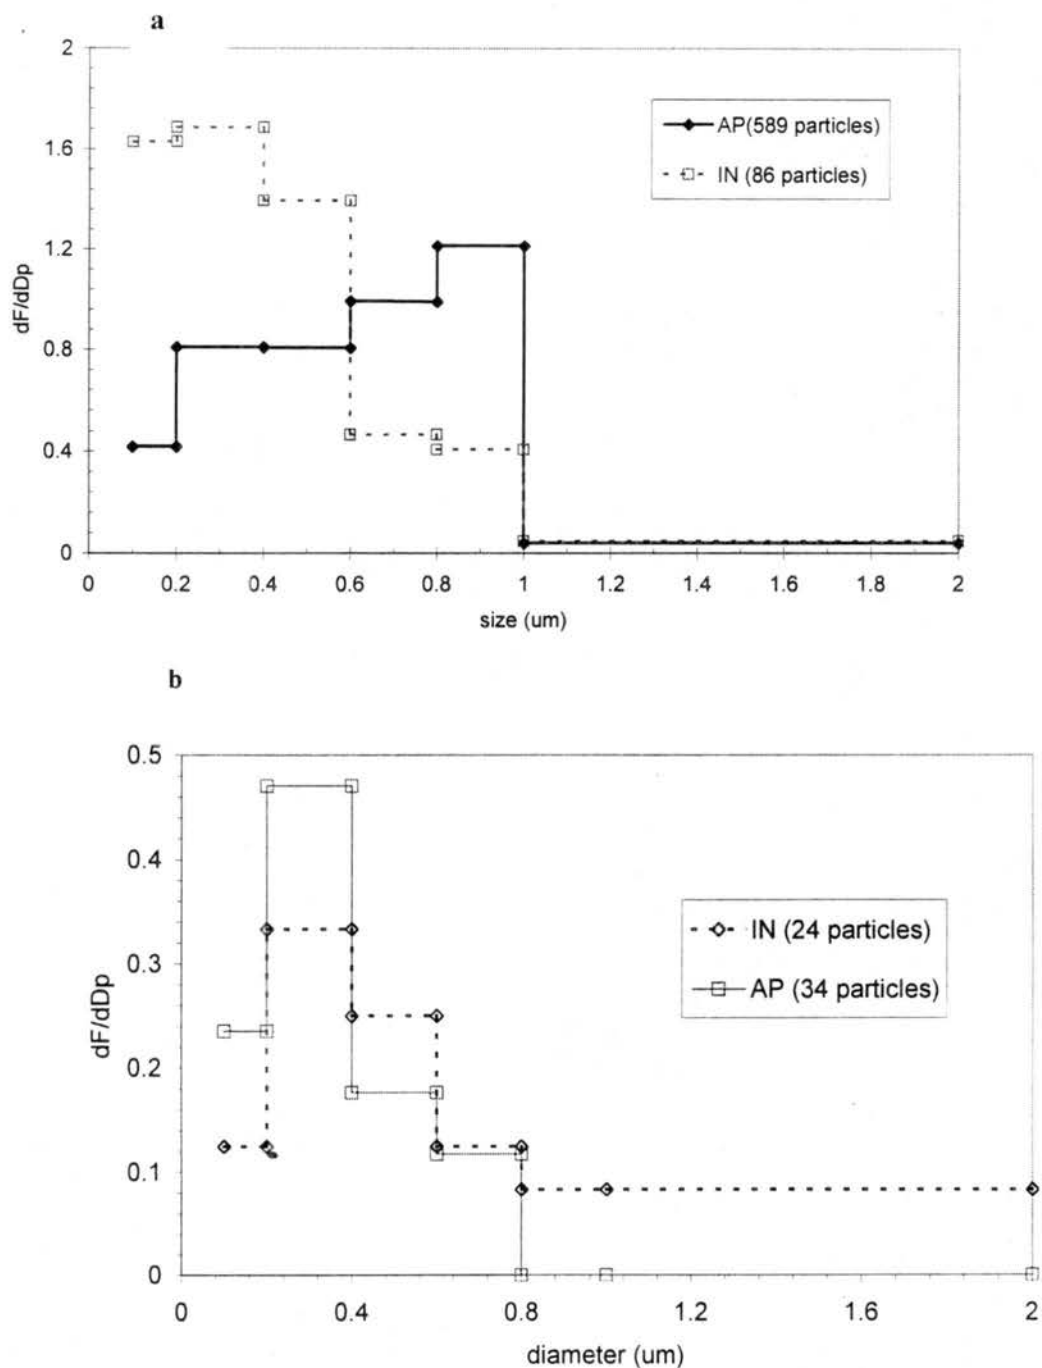 a
2
1.6
1.2
0.8
0.4
0
dF/dDp
AP(589 particles)
IN (86 particles)
0 0.2 0.4 0.6 0.8 1 1.2 1.4 1.6 1.8 2
size (um)
b
0.5
0.4
0.3
0.2
0.1
0
dF/dDp
IN (24 particles)
AP (34 particles)
0 0.4 0.8 1.2 1.6 2
diameter (um)